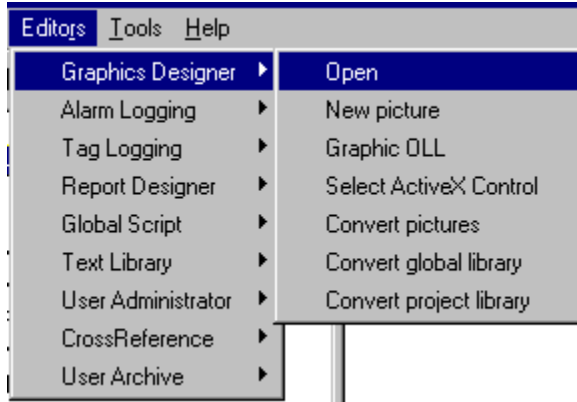 Editors Tools Help
Graphics Designer
Alarm Logging
Tag Logging
Report Designer
Global Script
Text Library
User Administrator
CrossReference
User Archive
Open
New picture
Graphic OLL
Select ActiveX Control
Convert pictures
Convert global library
Convert project library